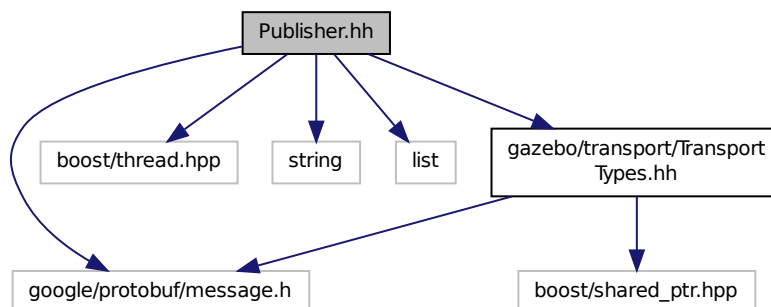 Publisher.hh
boost/thread.hpp
string
list
gazebo/transport/Transport
Types.hh
google/protobuf/message.h
boost/shared_ptr.hpp